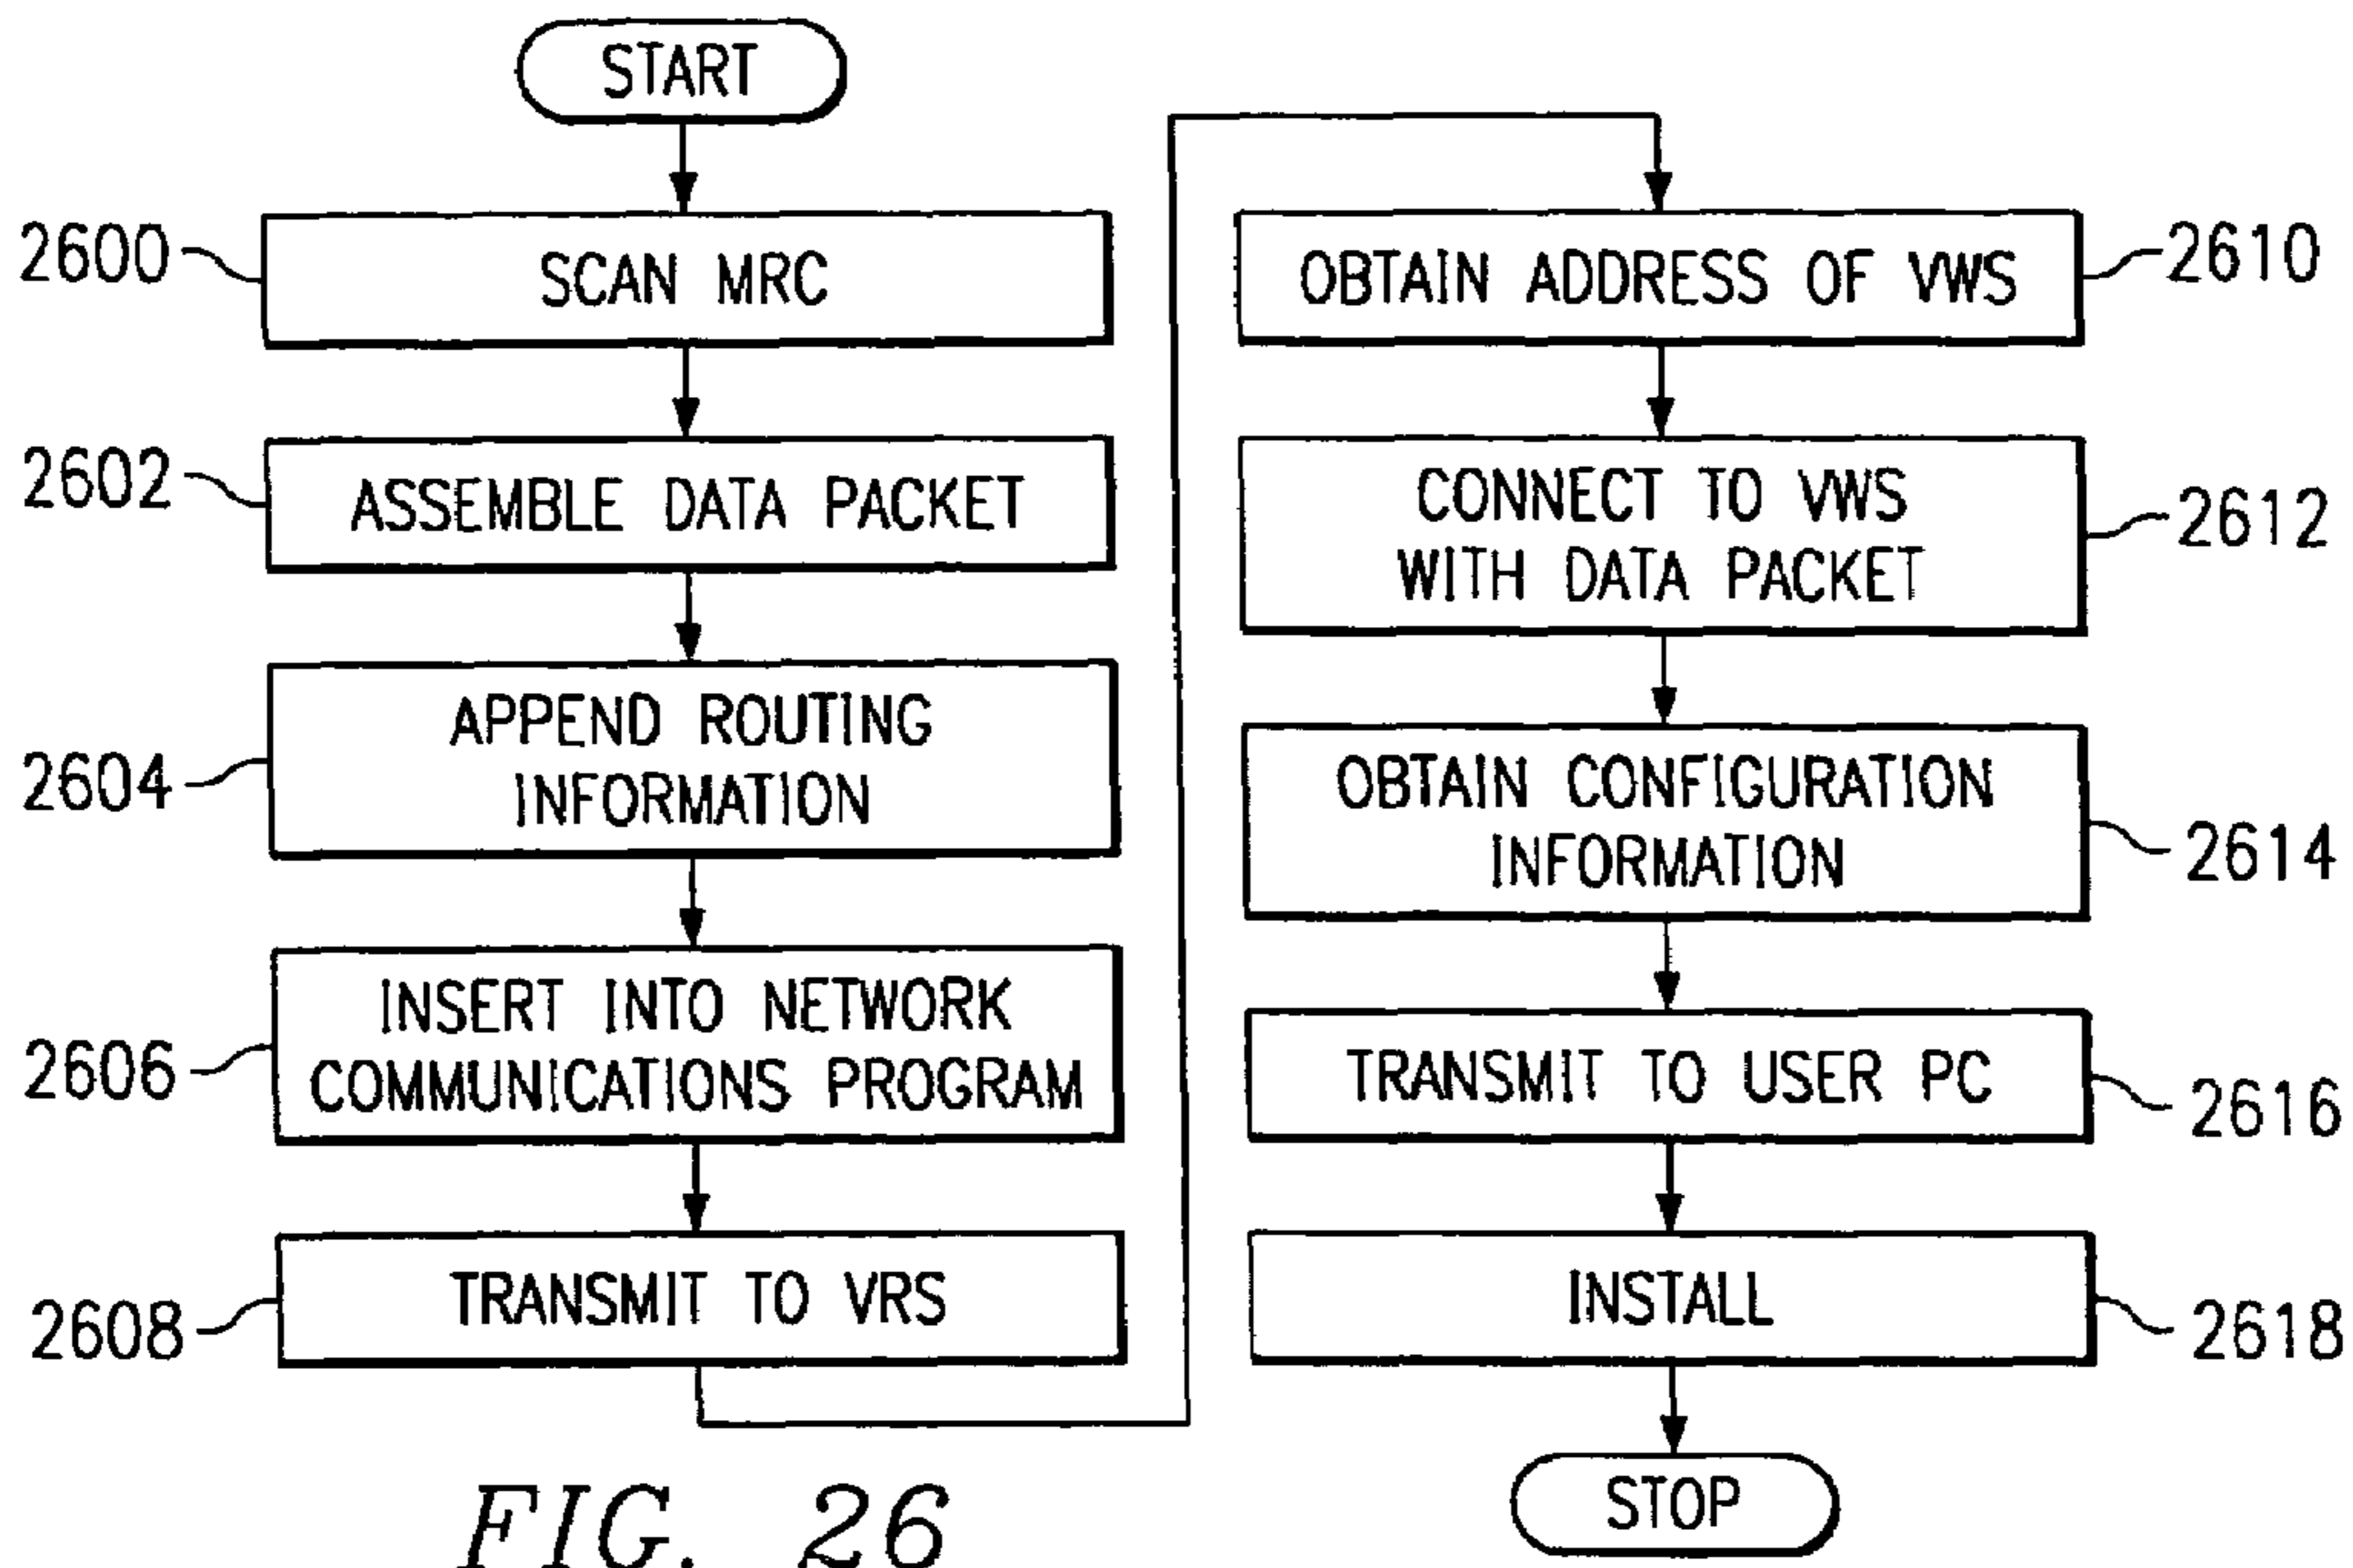 START
2600
SCAN MRC
2602
ASSEMBLE DATA PACKET
2604
APPEND ROUTING
INFORMATION
2606
INSERT INTO NETWORK
COMMUNICATIONS PROGRAM
2608
TRANSMIT TO VRS
OBTAIN ADDRESS OF VWS
2610
CONNECT TO VWS
WITH DATA PACKET
2612
OBTAIN CONFIGURATION
INFORMATION
2614
TRANSMIT TO USER PC
2616
INSTALL
2618
STOP
FIG. 26